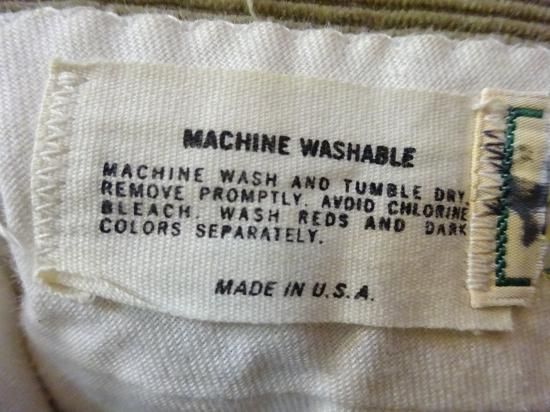 MACHINE WASHABLE
MACHINE WASH AND TUMBLE DRY.
REMOVE PROMPTLY. AVOID CHLORINE
BLEACH. WASH REDS AND DARK
COLORS SEPARATELY.
MADE IN U.S.A.